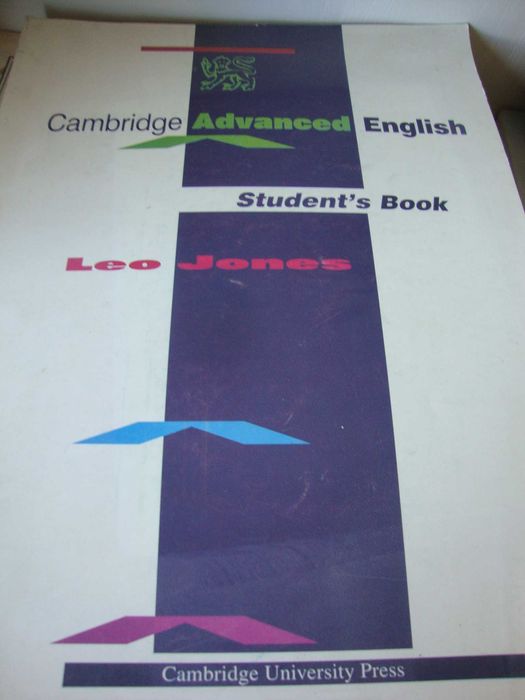 Cambridge Advanced English
Student's Book
Leo Jones
Cambridge University Press